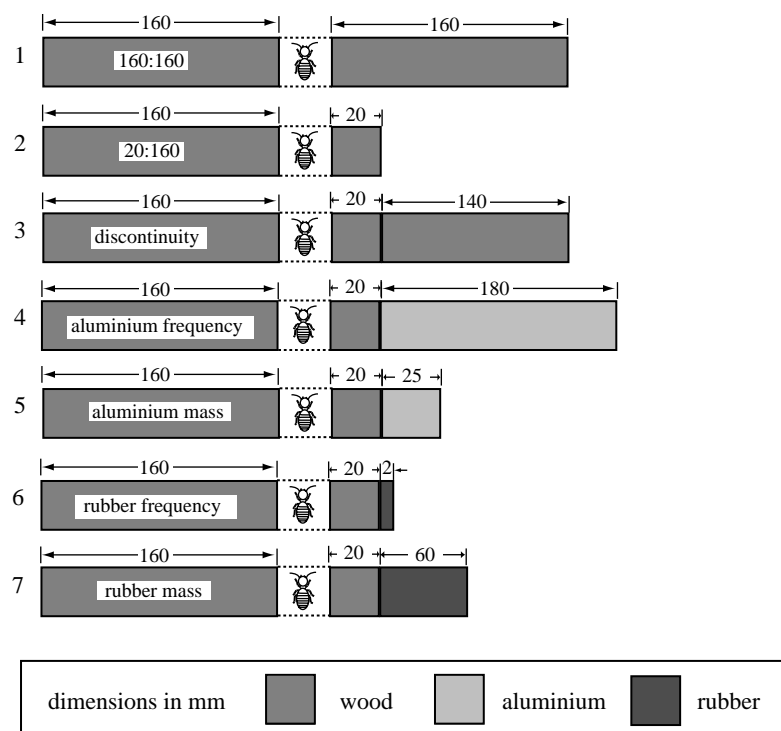 160 160
1 160:160
160 20
2 20:160
160 20 140
3 discontinuity
160 20 180
4 aluminium frequency
160 20 25
5 aluminium mass
160 20 2
6 rubber frequency
160 20 60
7 rubber mass
dimensions in mm wood aluminium rubber